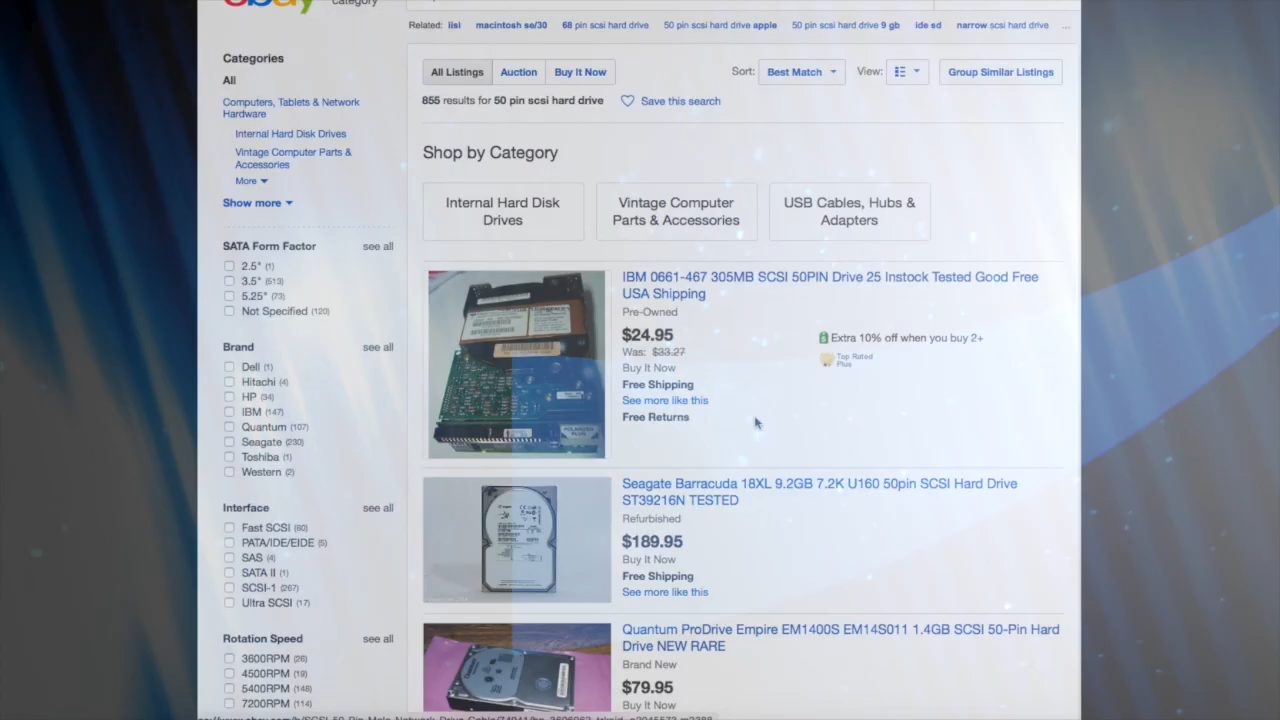 ebay
category
Related: iisi macintosh se/30 68 pin scsi hard drive 50 pin scsi hard drive apple 50 pin scsi hard drive 9 gb ide sd narrow scsi hard drive ...
Categories
All
Computers, Tablets & Network
Hardware
Internal Hard Disk Drives
Vintage Computer Parts &
Accessories
More
Show more
SATA Form Factor see all
2.5" (1)
3.5" (513)
5.25" (73)
Not Specified (120)
Brand see all
Dell (1)
Hitachi (4)
HP (34)
IBM (147)
Quantum (107)
Seagate (230)
Toshiba (1)
Western (2)
Interface see all
Fast SCSI (60)
PATA/IDE/EIDE (5)
SAS (4)
SATA II (1)
SCSI-1 (267)
Ultra SCSI (17)
Rotation Speed see all
3600RPM (26)
4500RPM (19)
5400RPM (148)
7200RPM (114)
All Listings Auction Buy It Now
Sort: Best Match View: Group Similar Listings
855 results for 50 pin scsi hard drive Save this search
Shop by Category
Internal Hard Disk
Drives
Vintage Computer
Parts & Accessories
USB Cables, Hubs &
Adapters
IBM 0661-467 305MB SCSI 50PIN Drive 25 Instock Tested Good Free
USA Shipping
Pre-Owned
$24.95
Was: $33.27
Buy It Now
Free Shipping
See more like this
Free Returns
Extra 10% off when you buy 2+
Top Rated
Plus
Seagate Barracuda 18XL 9.2GB 7.2K U160 50pin SCSI Hard Drive
ST39216N TESTED
Refurbished
$189.95
Buy It Now
Free Shipping
See more like this
Quantum ProDrive Empire EM1400S EM14S011 1.4GB SCSI 50-Pin Hard
Drive NEW RARE
Brand New
$79.95
Buy It Now